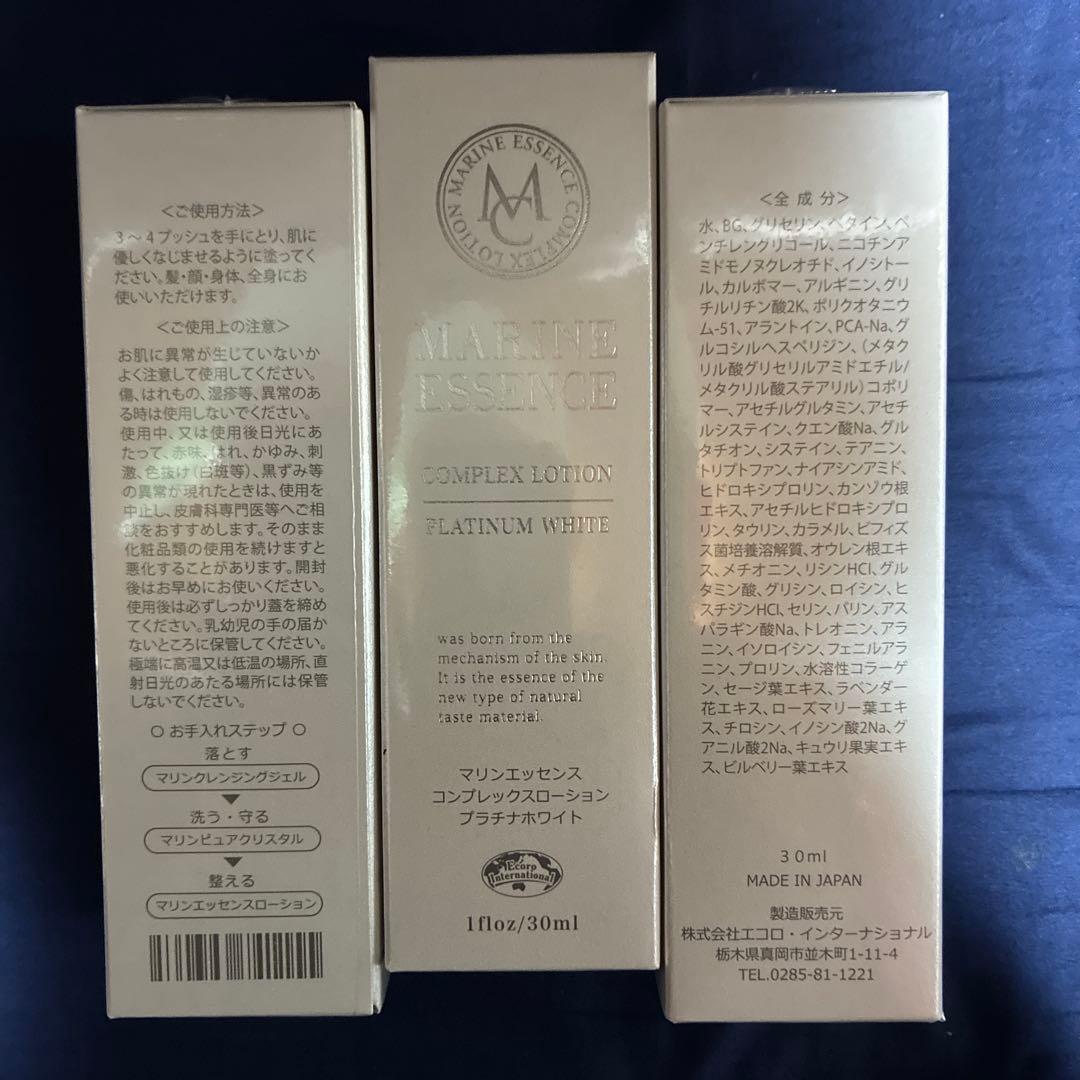 <ご使用方法>
3～4プッシュを手にとり、肌に
優しくなじませるように塗ってく
ださい。髪・顔・身体、全身にお
使いいただけます。
<ご使用上の注意>
お肌に異常が生じていないか
よく注意して使用してください。
傷、はれもの、湿疹等、異常のあ
る時は使用しないでください。
使用中、又は使用後日光にあ
たって、赤味、はれ、かゆみ、刺
激、色抜け(白斑等)、黒ずみ等
の異常が現れたときは、使用を
中止し、皮膚科専門医等へご相
談をおすすめします。そのまま
化粧品類の使用を続けますと
悪化することがあります。開封
後はお早めにお使いください。
使用後は必ずしっかり蓋を締め
てください。乳幼児の手の届か
ないところに保管してください。
極端に高温又は低温の場所、直
射日光のあたる場所には保管
しないでください。
○ お手入れステップ ○
落とす
マリンクレンジングジェル
洗う・守る
マリンピュアクリスタル
整える
マリンエッセンスローション
MARINE ESSENCE COMPLEX LOTION
MC
MARINE
ESSENCE
COMPLEX LOTION
PLATINUM WHITE
was born from the
mechanism of the skin.
It is the essence of the
new type of natural
taste material.
マリンエッセンス
コンプレックスローション
プラチナホワイト
Ecorp
International
1floz/30ml
<全成分>
水、BG、グリセリン、ベタイン、ペ
ンチレングリコール、ニコチンア
ミドモノヌクレオチド、イノシトー
ル、カルボマー、アルギニン、グリ
チルリチン酸2K、ポリクオタニウ
ム-51、アラントイン、PCA-Na、グ
ルコシルヘスペリジン、(メタク
リル酸グリセリルアミドエチル/
メタクリル酸ステアリル)コポリ
マー、アセチルグルタミン、アセチ
ルシステイン、クエン酸Na、グル
タチオン、システイン、テアニン、
トリプトファン、ナイアシンアミド、
ヒドロキシプロリン、カンゾウ根
エキス、アセチルヒドロキシプロ
リン、タウリン、カラメル、ビフィズ
ス菌培養溶解質、オウレン根エキ
ス、メチオニン、リシンHCl、グル
タミン酸、グリシン、ロイシン、ヒ
スチジンHCl、セリン、バリン、アス
パラギン酸Na、トレオニン、アラ
ニン、イソロイシン、フェニルアラ
ニン、プロリン、水溶性コラーゲ
ン、セージ葉エキス、ラベンダー
花エキス、ローズマリー葉エキ
ス、チロシン、イノシン酸2Na、グ
アニル酸2Na、キュウリ果実エキ
ス、ビルベリー葉エキス
30ml
MADE IN JAPAN
製造販売元
株式会社エコロ・インターナショナル
栃木県真岡市並木町1-11-4
TEL.0285-81-1221